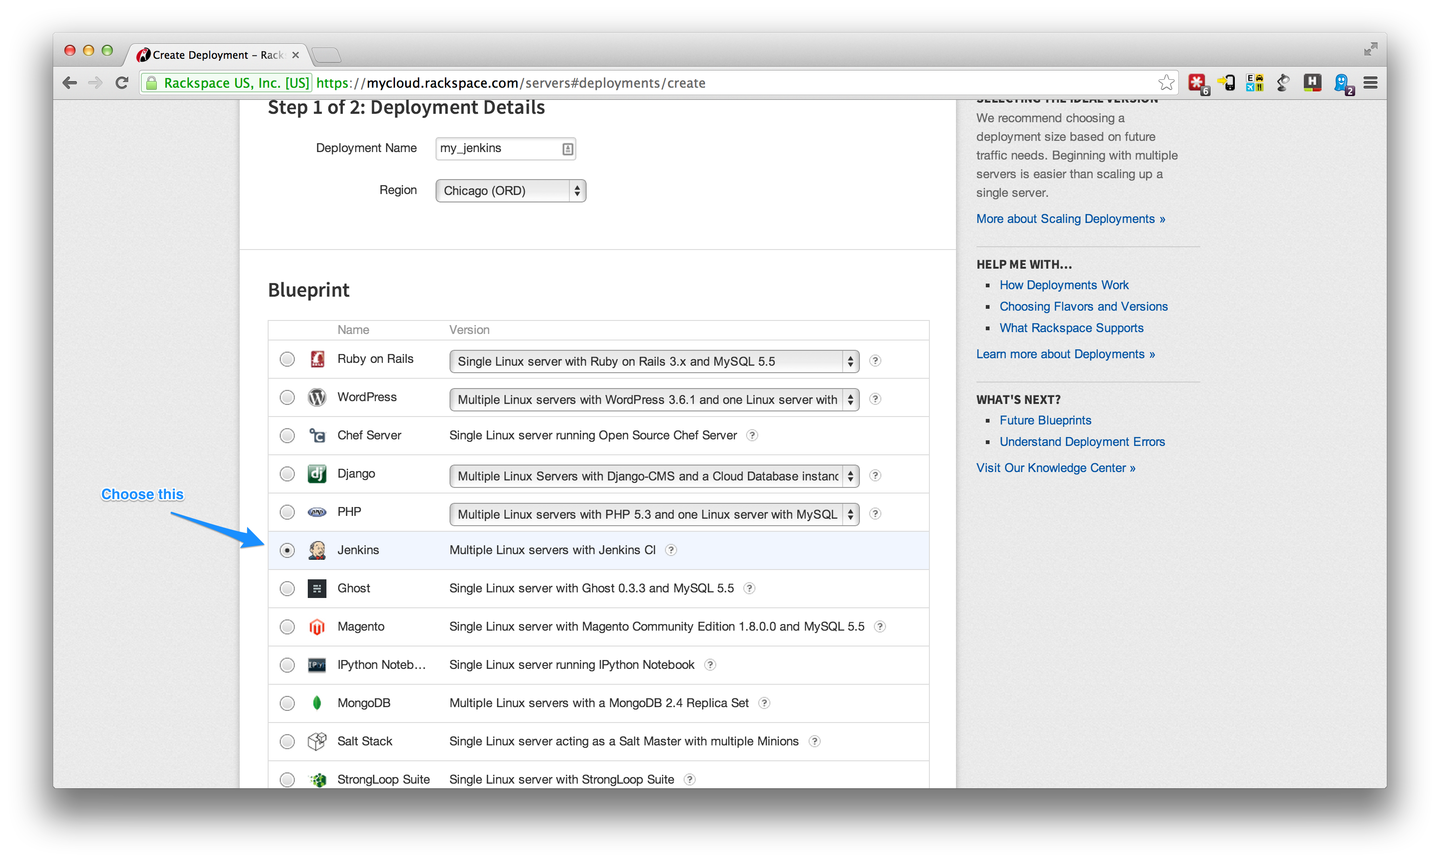 Create Deployment – Rack
Rackspace US, Inc. [US] https://mycloud.rackspace.com/servers#deployments/create
6
2
Step 1 of 2: Deployment Details
Deployment Name my_jenkins
Region Chicago (ORD)
Blueprint
Name Version
Ruby on Rails Single Linux server with Ruby on Rails 3.x and MySQL 5.5 ?
WordPress Multiple Linux servers with WordPress 3.6.1 and one Linux server with ?
Chef Server Single Linux server running Open Source Chef Server ?
Django Multiple Linux Servers with Django-CMS and a Cloud Database instanc ?
PHP Multiple Linux servers with PHP 5.3 and one Linux server with MySQL ?
Choose this
Jenkins Multiple Linux servers with Jenkins CI ?
Ghost Single Linux server with Ghost 0.3.3 and MySQL 5.5 ?
Magento Single Linux server with Magento Community Edition 1.8.0.0 and MySQL 5.5 ?
IPython Noteb... Single Linux server running IPython Notebook ?
MongoDB Multiple Linux servers with a MongoDB 2.4 Replica Set ?
Salt Stack Single Linux server acting as a Salt Master with multiple Minions ?
StrongLoop Suite Single Linux server with StrongLoop Suite ?
SELECTING THE IDEAL VERSION
We recommend choosing a
deployment size based on future
traffic needs. Beginning with multiple
servers is easier than scaling up a
single server.
More about Scaling Deployments »
HELP ME WITH...
How Deployments Work
Choosing Flavors and Versions
What Rackspace Supports
Learn more about Deployments »
WHAT'S NEXT?
Future Blueprints
Understand Deployment Errors
Visit Our Knowledge Center »